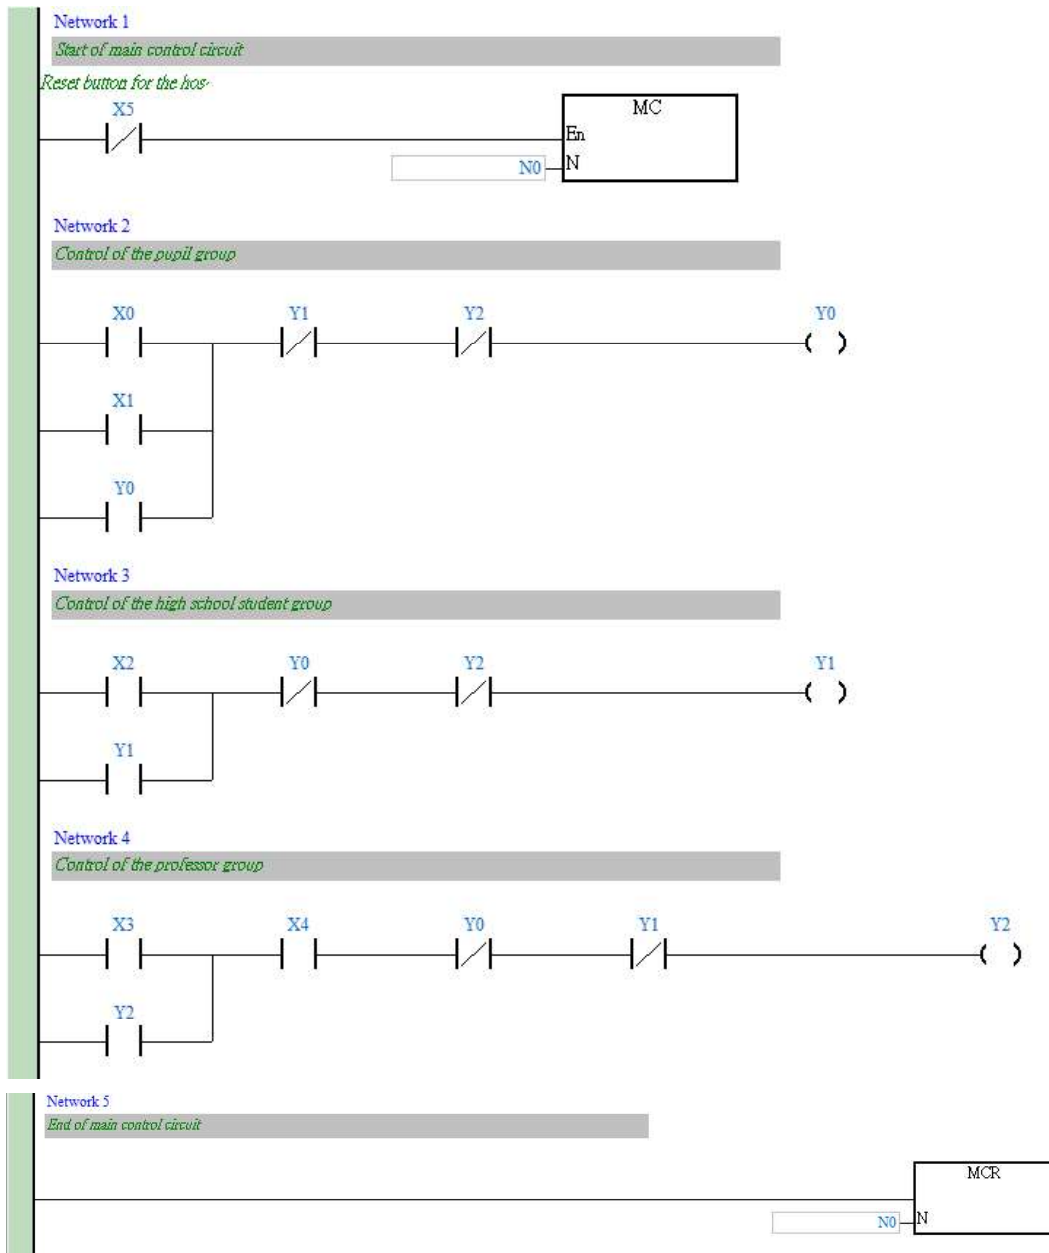 Network 1
Start of main control circuit
Reset button for the hos
X5
MC
En
N0 N
Network 2
Control of the pupil group
X0 Y1 Y2 Y0
X1
Y0
Network 3
Control of the high school student group
X2 Y0 Y2 Y1
Y1
Network 4
Control of the professor group
X3 X4 Y0 Y1 Y2
Y2
Network 5
End of main control circuit
MCR
N0 N